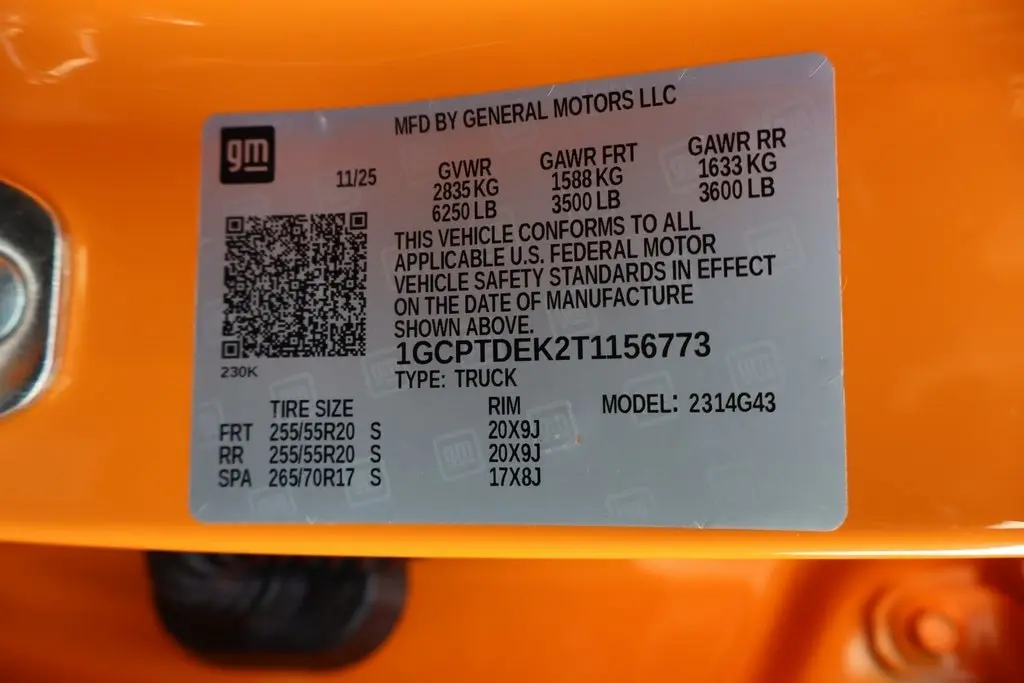 MFD BY GENERAL MOTORS LLC
gm
11/25
GVWR GAWR FRT GAWR RR
2835 KG 1588 KG 1633 KG
6250 LB 3500 LB 3600 LB
THIS VEHICLE CONFORMS TO ALL
APPLICABLE U.S. FEDERAL MOTOR
VEHICLE SAFETY STANDARDS IN EFFECT
ON THE DATE OF MANUFACTURE
SHOWN ABOVE.
1GCPTDEK2T1156773
230K
TYPE: TRUCK
TIRE SIZE RIM MODEL: 2314G43
FRT 255/55R20 S 20X9J
RR 255/55R20 S 20X9J
SPA 265/70R17 S 17X8J